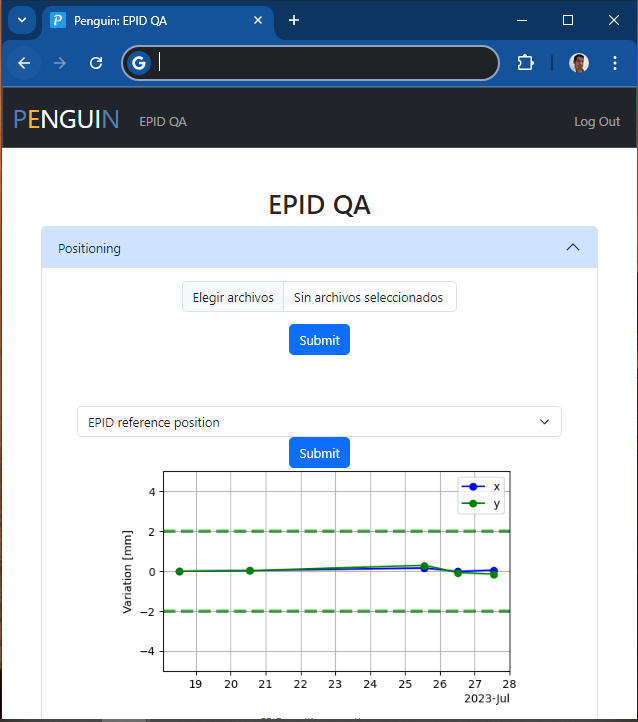 Penguin: EPID QA
PENGUIN
EPID QA
Log Out
EPID QA
Positioning
Elegir archivos Sin archivos seleccionados
Submit
EPID reference position
Submit
x
y
Variation [mm]
4
2
0
−2
−4
19 20 21 22 23 24 25 26 27 28
2023-Jul